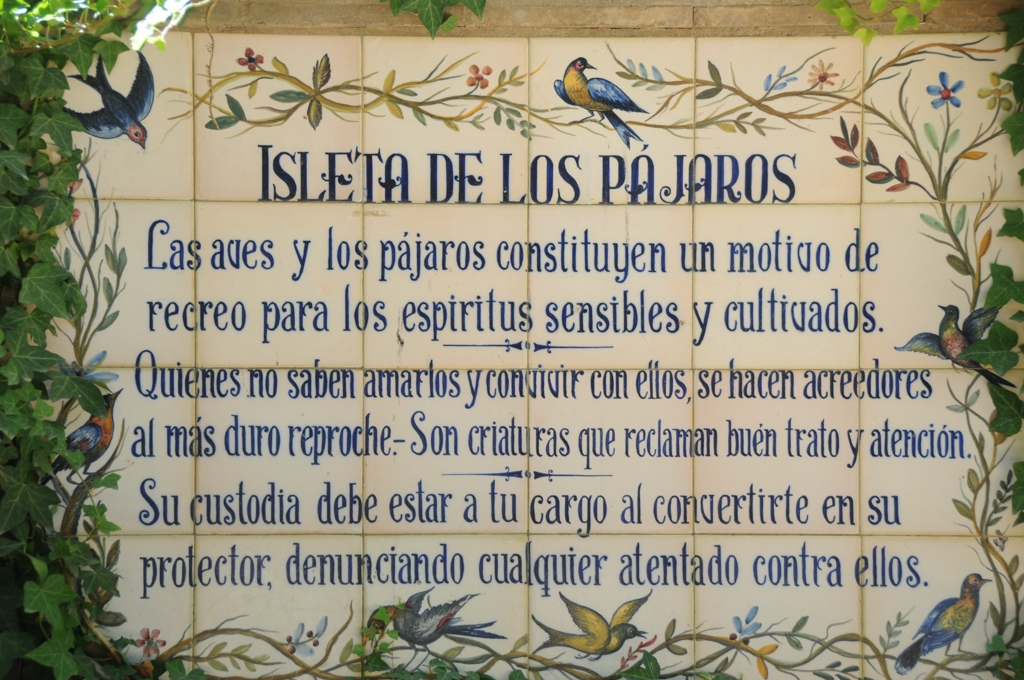 ISLETA DE LOS PÁJAROS
Las aves y los pájaros constituyen un motivo de
recreo para los espiritus sensibles y cultivados.
Quienes no saben amarlos y convivir con ellos, se hacen acreedores
al más duro reproche.- Son criaturas que reclaman buén trato y atención.
Su custodia debe estar a tu cargo al convertirte en su
protector, denunciando cualquier atentado contra ellos.